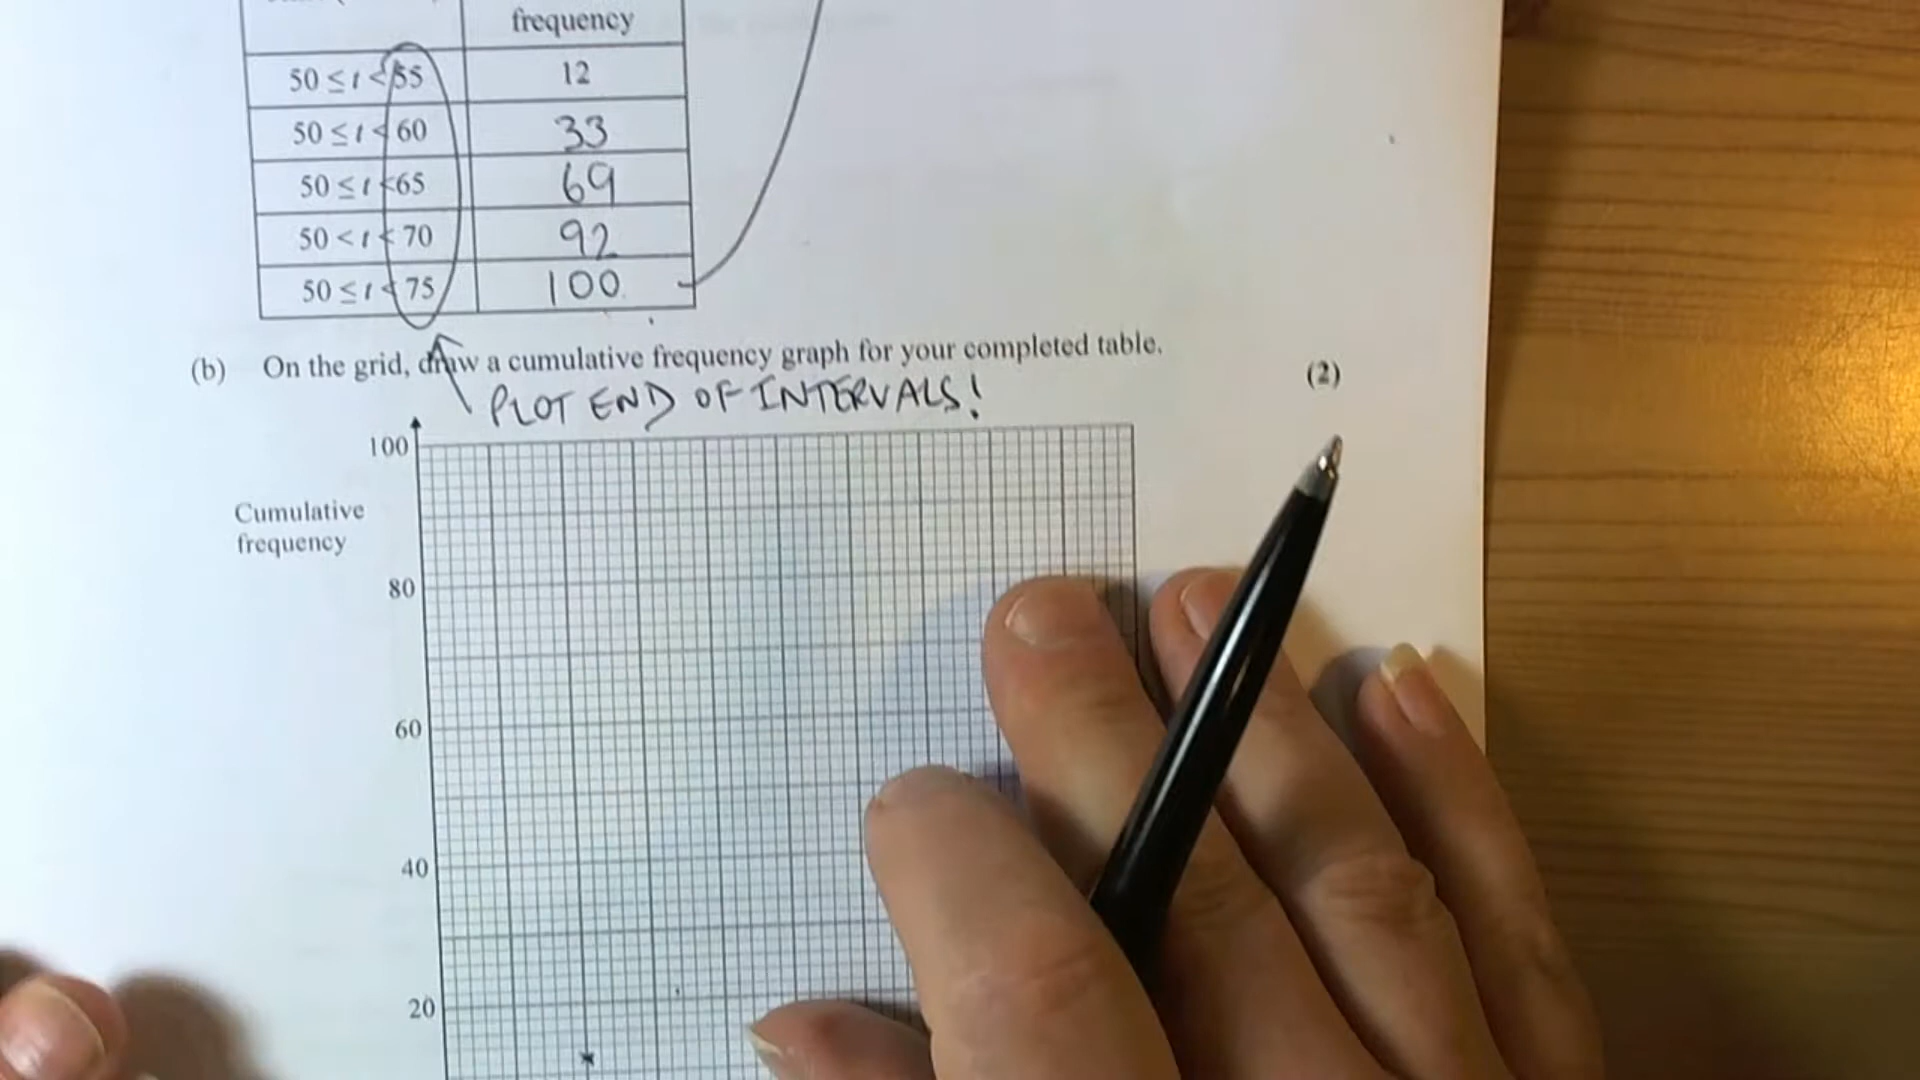 frequency
50 ≤ t < 55 12
50 ≤ t < 60 33
50 ≤ t < 65 69
50 < t < 70 92
50 ≤ t < 75 100
(b) On the grid, draw a cumulative frequency graph for your completed table.
(2)
PLOT END OF INTERVALS!
100
Cumulative
frequency
80
60
40
20